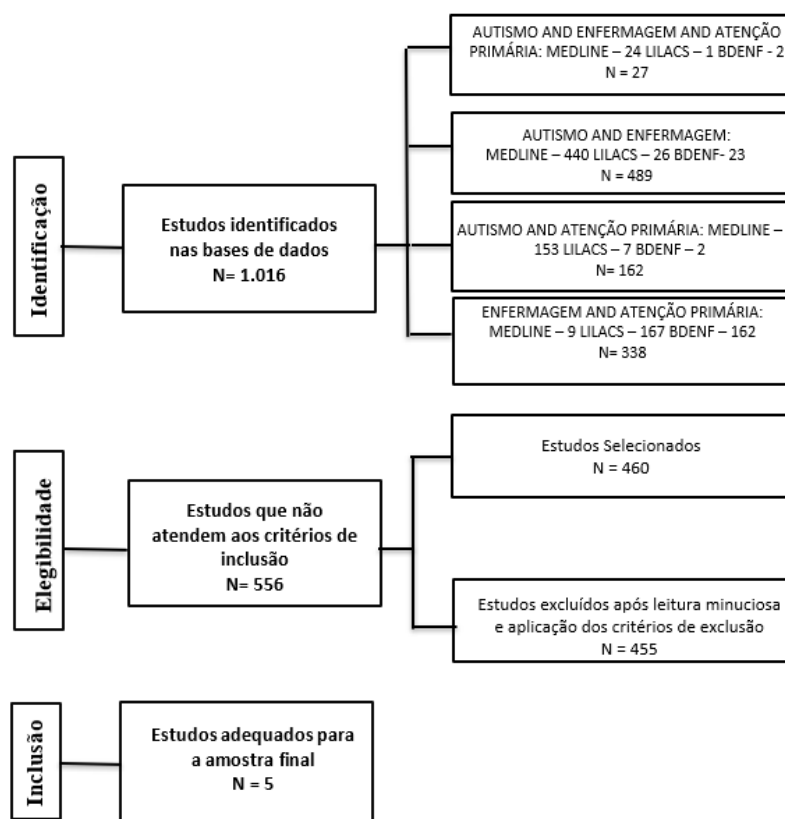 Identificação
Estudos identificados
nas bases de dados
N= 1.016
AUTISMO AND ENFERMAGEM AND ATENÇÃO
PRIMÁRIA: MEDLINE – 24 LILACS – 1 BDENF - 2
N = 27
AUTISMO AND ENFERMAGEM:
MEDLINE – 440 LILACS – 26 BDENF- 23
N = 489
AUTISMO AND ATENÇÃO PRIMÁRIA: MEDLINE –
153 LILACS – 7 BDENF – 2
N= 162
ENFERMAGEM AND ATENÇÃO PRIMÁRIA:
MEDLINE – 9 LILACS – 167 BDENF – 162
N= 338
Elegibilidade
Estudos que não
atendem aos critérios de
inclusão
N= 556
Estudos Selecionados
N = 460
Estudos excluídos após leitura minuciosa
e aplicação dos critérios de exclusão
N = 455
Inclusão
Estudos adequados para
a amostra final
N = 5